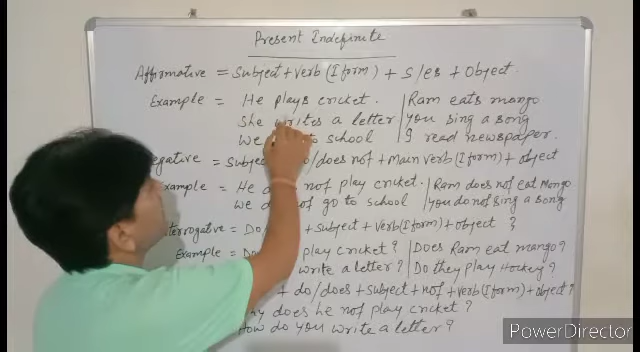 Present Indefinite
Affirmative = Subject + verb (I form) + s/es + Object.
Example = He plays cricket. | Ram eats mango
She writes a letter | you sing a song
We to school | I read newspaper.
= /does not + Main verb (I form) + object
= He not play cricket. | Ram does not eat Mango
We not go to school. | you do not sing a song
= Do + subject + verb (I form) + object ?
Example = play cricket? | Does Ram eat mango?
write a letter? | Do they play Hockey?
+ do/does + subject + not + verb (I form) + object?
does he not play cricket?
How do you write a letter?
PowerDirector